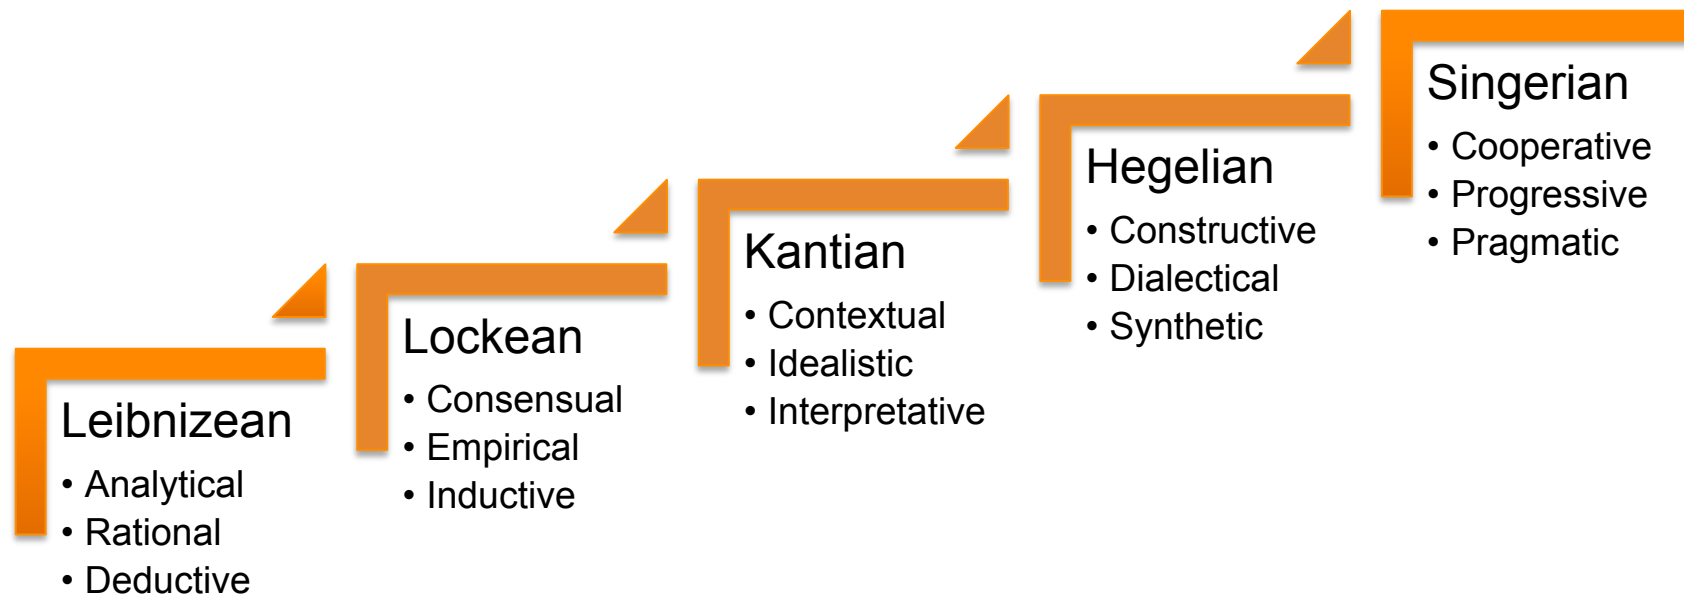 Leibnizean
• Analytical
• Rational
• Deductive
Lockean
• Consensual
• Empirical
• Inductive
Kantian
• Contextual
• Idealistic
• Interpretative
Hegelian
• Constructive
• Dialectical
• Synthetic
Singerian
• Cooperative
• Progressive
• Pragmatic